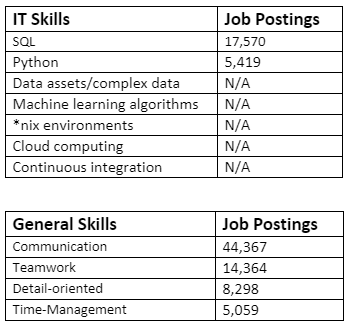 IT Skills Job Postings
SQL 17,570
Python 5,419
Data assets/complex data N/A
Machine learning algorithms N/A
*nix environments N/A
Cloud computing N/A
Continuous integration N/A
General Skills Job Postings
Communication 44,367
Teamwork 14,364
Detail-oriented 8,298
Time-Management 5,059